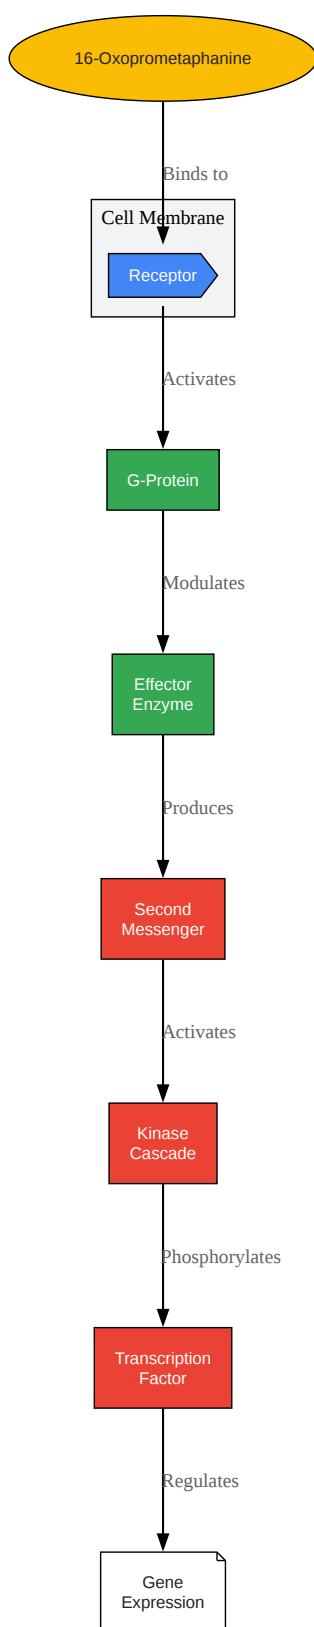 16-Oxoprometaphanine
Binds to
Cell Membrane
Receptor
Activates
G-Protein
Modulates
Effector
Enzyme
Produces
Second
Messenger
Activates
Kinase
Cascade
Phosphorylates
Transcription
Factor
Regulates
Gene
Expression